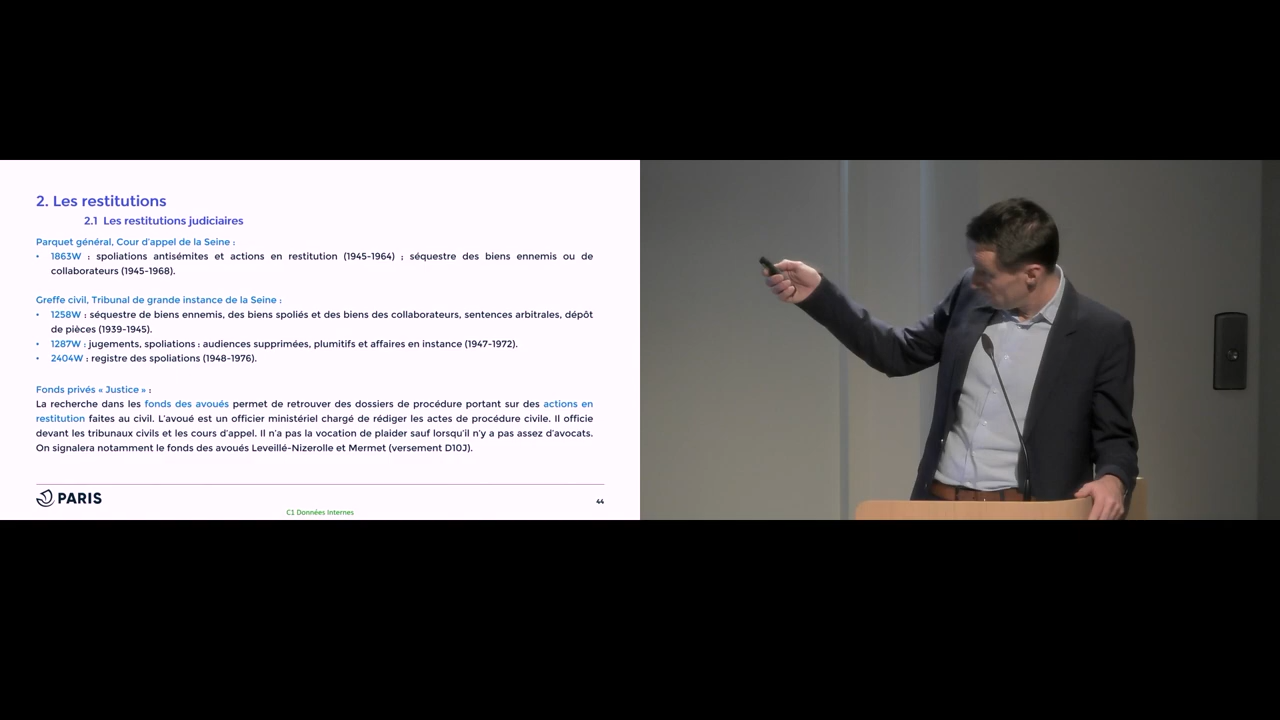 2. Les restitutions
2.1 Les restitutions judiciaires
Parquet général, Cour d'appel de la Seine :
• 1863W : spoliations antisémites et actions en restitution (1945-1964) ; séquestre des biens ennemis ou de
collaborateurs (1945-1968).
Greffe civil, Tribunal de grande instance de la Seine :
• 1258W : séquestre de biens ennemis, des biens spoliés et des biens des collaborateurs, sentences arbitrales, dépôt
de pièces (1939-1945).
• 1287W : jugements, spoliations : audiences supprimées, plumitifs et affaires en instance (1947-1972).
• 2404W : registre des spoliations (1948-1976).
Fonds privés « Justice » :
La recherche dans les fonds des avoués permet de retrouver des dossiers de procédure portant sur des actions en
restitution faites au civil. L'avoué est un officier ministériel chargé de rédiger les actes de procédure civile. Il officie
devant les tribunaux civils et les cours d'appel. Il n'a pas la vocation de plaider sauf lorsqu'il n'y a pas assez d'avocats.
On signalera notamment le fonds des avoués Leveillé-Nizerolle et Mermet (versement D10J).
PARIS
44
C1 Données Internes